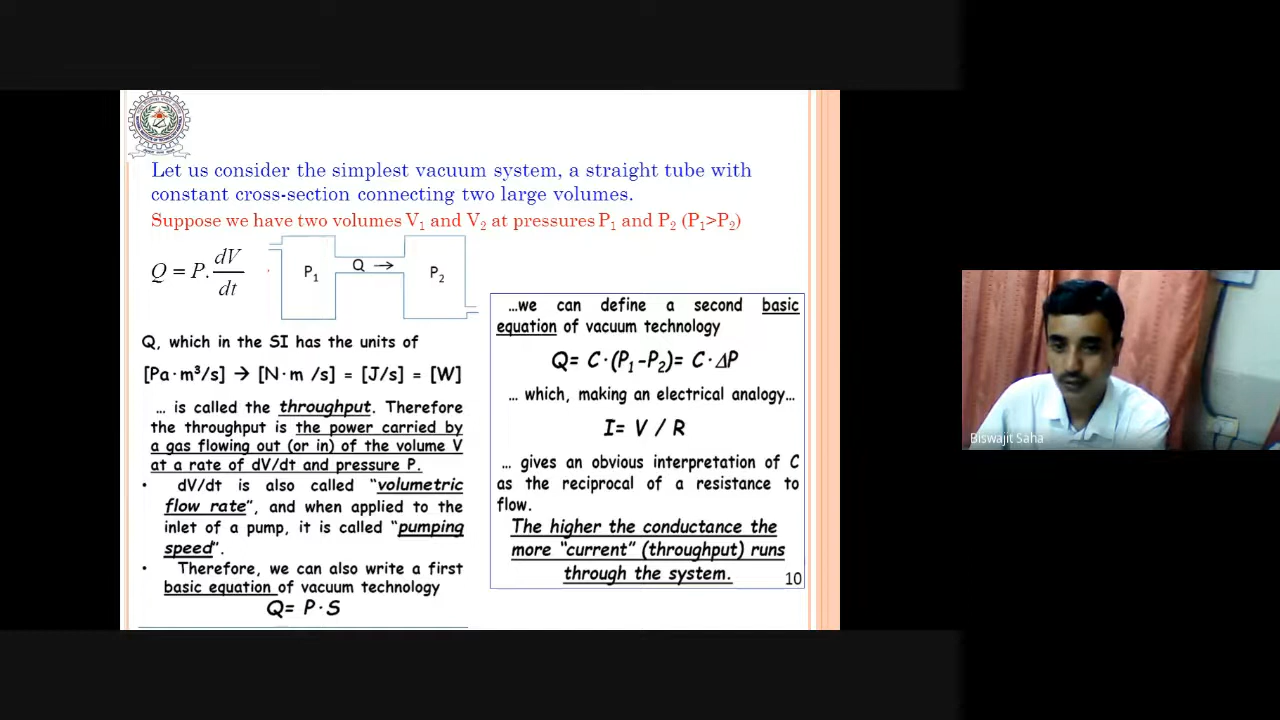 Let us consider the simplest vacuum system, a straight tube with
constant cross-section connecting two large volumes.
Suppose we have two volumes V₁ and V₂ at pressures P₁ and P₂ (P₁>P₂)
Q = P. dV/dt
P₁
Q →
P₂
Q, which in the SI has the units of
[Pa·m³/s] → [N·m /s] = [J/s] = [W]
... is called the throughput. Therefore
the throughput is the power carried by
a gas flowing out (or in) of the volume V
at a rate of dV/dt and pressure P.
• dV/dt is also called "volumetric
flow rate", and when applied to the
inlet of a pump, it is called "pumping
speed".
• Therefore, we can also write a first
basic equation of vacuum technology
Q= P·S
...we can define a second basic
equation of vacuum technology
Q= C·(P₁-P₂)= C·ΔP
... which, making an electrical analogy...
I= V / R
... gives an obvious interpretation of C
as the reciprocal of a resistance to
flow.
The higher the conductance the
more "current" (throughput) runs
through the system.
10
Biswajit Saha